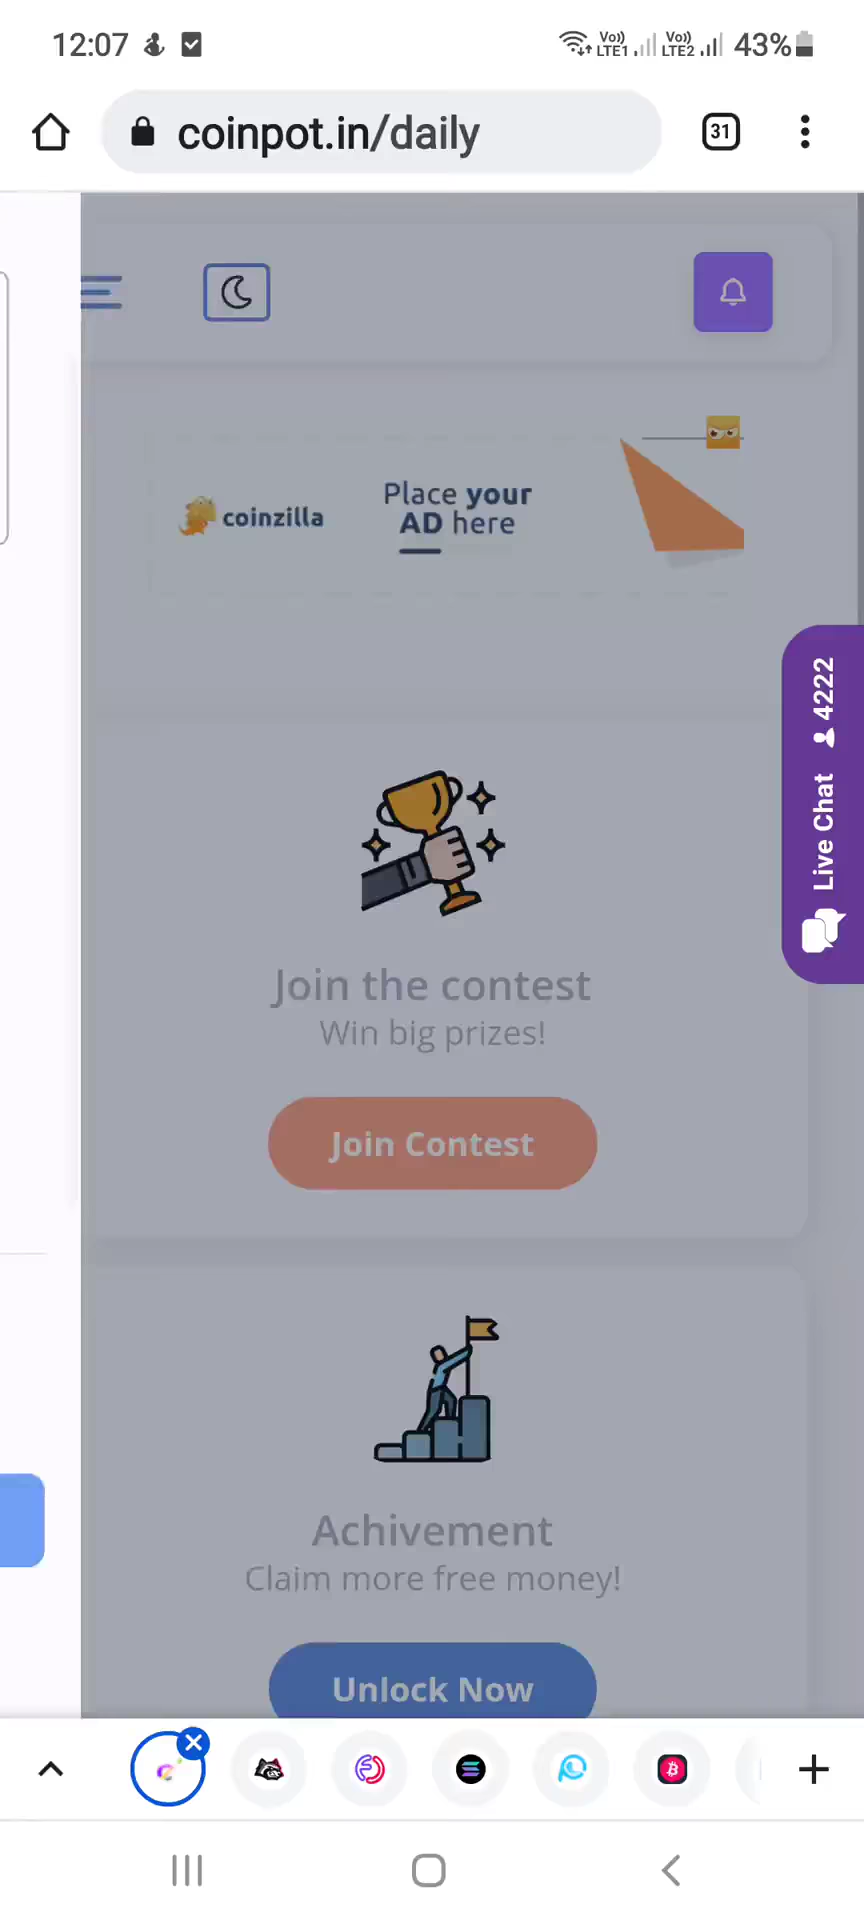 12:07
Vo)) LTE1 Vo)) LTE2 43%
coinpot.in/daily
31
coinzilla
Place your
AD here
Live Chat 4222
Join the contest
Win big prizes!
Join Contest
Achivement
Claim more free money!
Unlock Now